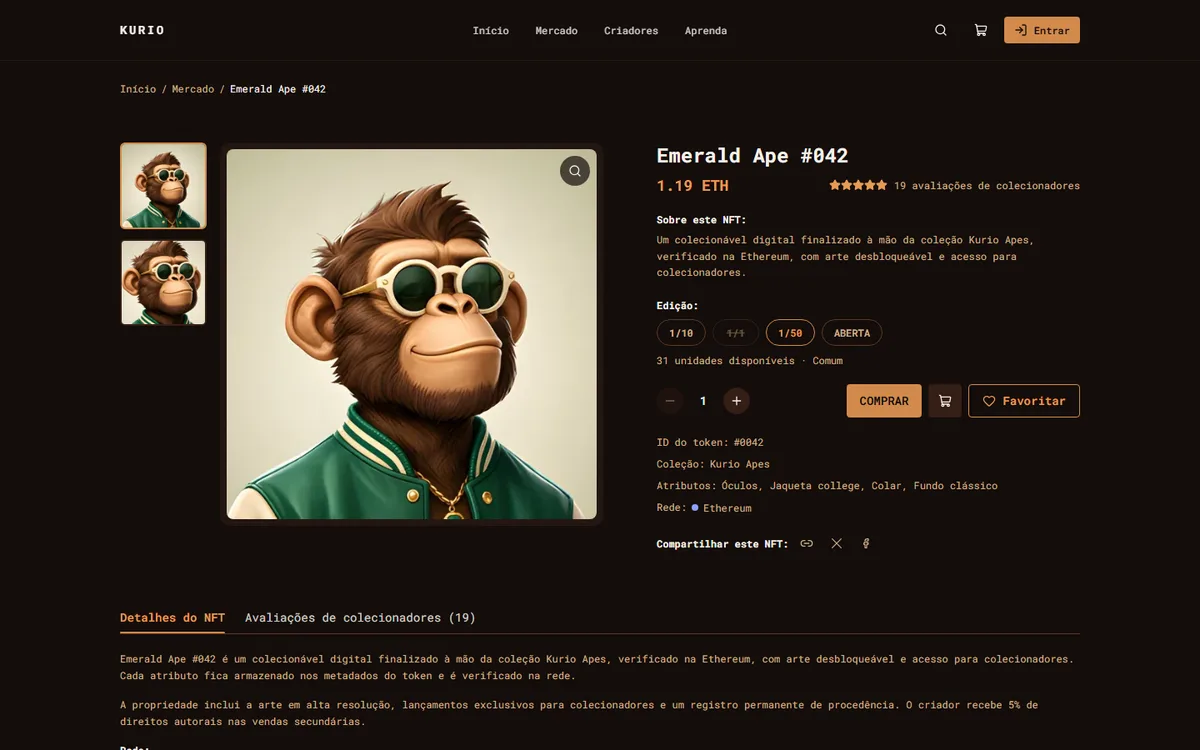 KURIO
Início
Mercado
Criadores
Aprenda
Entrar
Início / Mercado / Emerald Ape #042
Emerald Ape #042
1.19 ETH
19 avaliações de colecionadores
Sobre este NFT:
Um colecionável digital finalizado à mão da coleção Kurio Apes,
verificado na Ethereum, com arte desbloqueável e acesso para
colecionadores.
Edição:
1/10
1/1
1/50
ABERTA
31 unidades disponíveis · Comum
1
COMPRAR
Favoritar
ID do token: #0042
Coleção: Kurio Apes
Atributos: Óculos, Jaqueta college, Colar, Fundo clássico
Rede: Ethereum
Compartilhar este NFT:
Detalhes do NFT
Avaliações de colecionadores (19)
Emerald Ape #042 é um colecionável digital finalizado à mão da coleção Kurio Apes, verificado na Ethereum, com arte desbloqueável e acesso para colecionadores.
Cada atributo fica armazenado nos metadados do token e é verificado na rede.
A propriedade inclui a arte em alta resolução, lançamentos exclusivos para colecionadores e um registro permanente de procedência. O criador recebe 5% de
direitos autorais nas vendas secundárias.